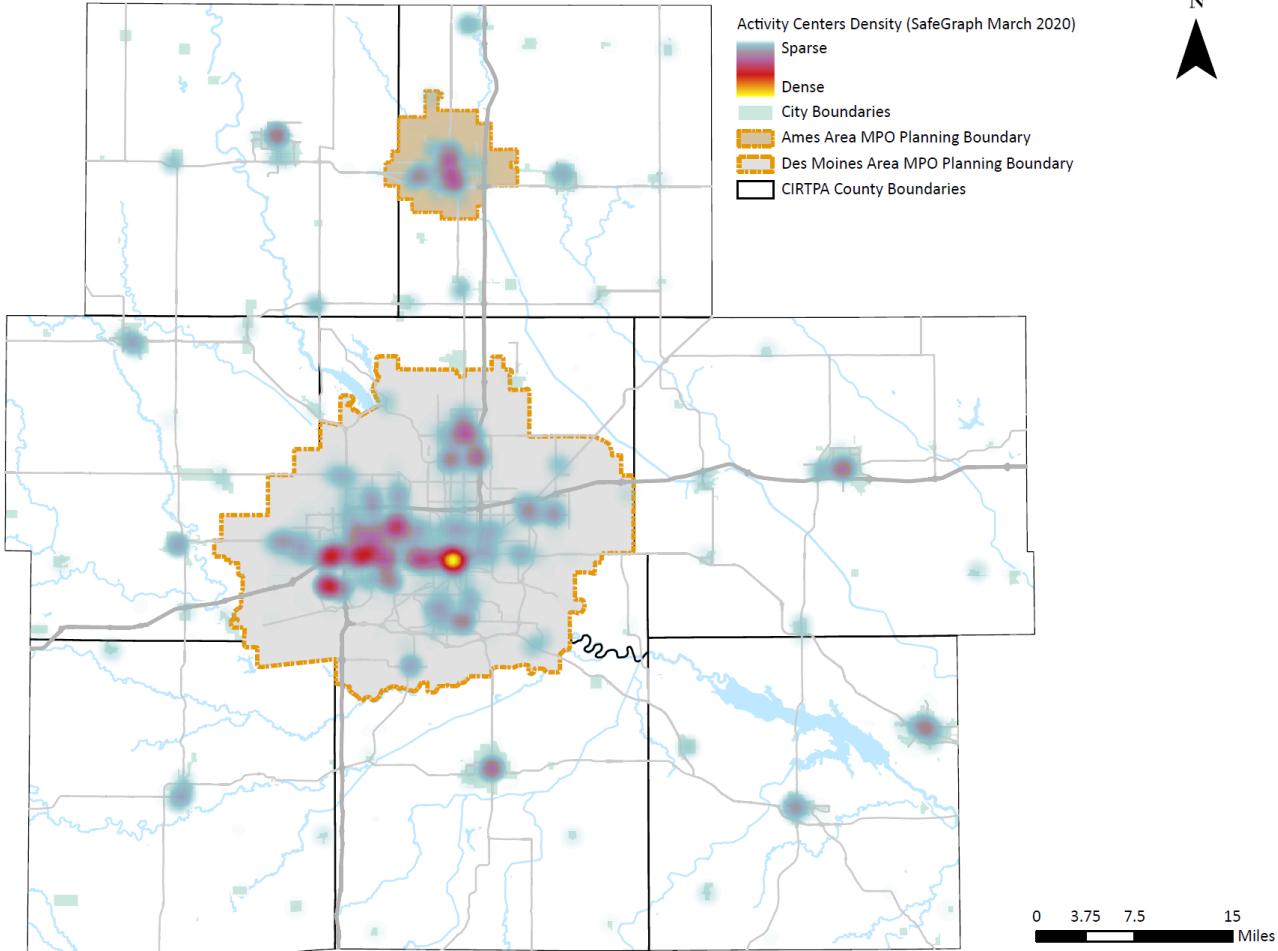 N
Activity Centers Density (SafeGraph March 2020)
Sparse
Dense
City Boundaries
Ames Area MPO Planning Boundary
Des Moines Area MPO Planning Boundary
CIRTPA County Boundaries
0 3.75 7.5 15
Miles